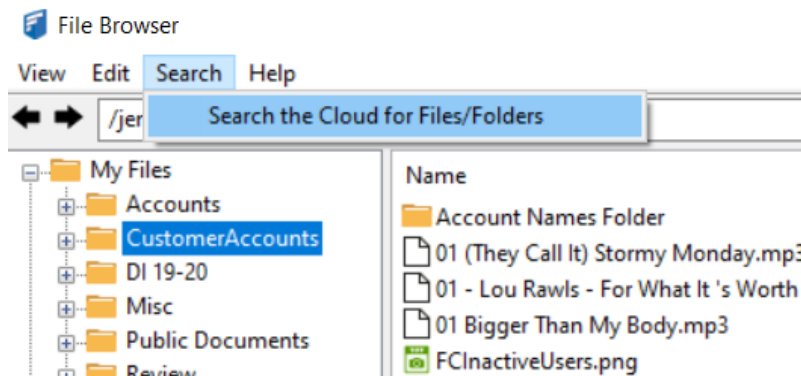 File Browser
View Edit Search Help
/jer
Search the Cloud for Files/Folders
My Files
Accounts
CustomerAccounts
DI 19-20
Misc
Public Documents
Review
Name
Account Names Folder
01 (They Call It) Stormy Monday.mp3
01 - Lou Rawls - For What It 's Worth
01 Bigger Than My Body.mp3
FCInactiveUsers.png